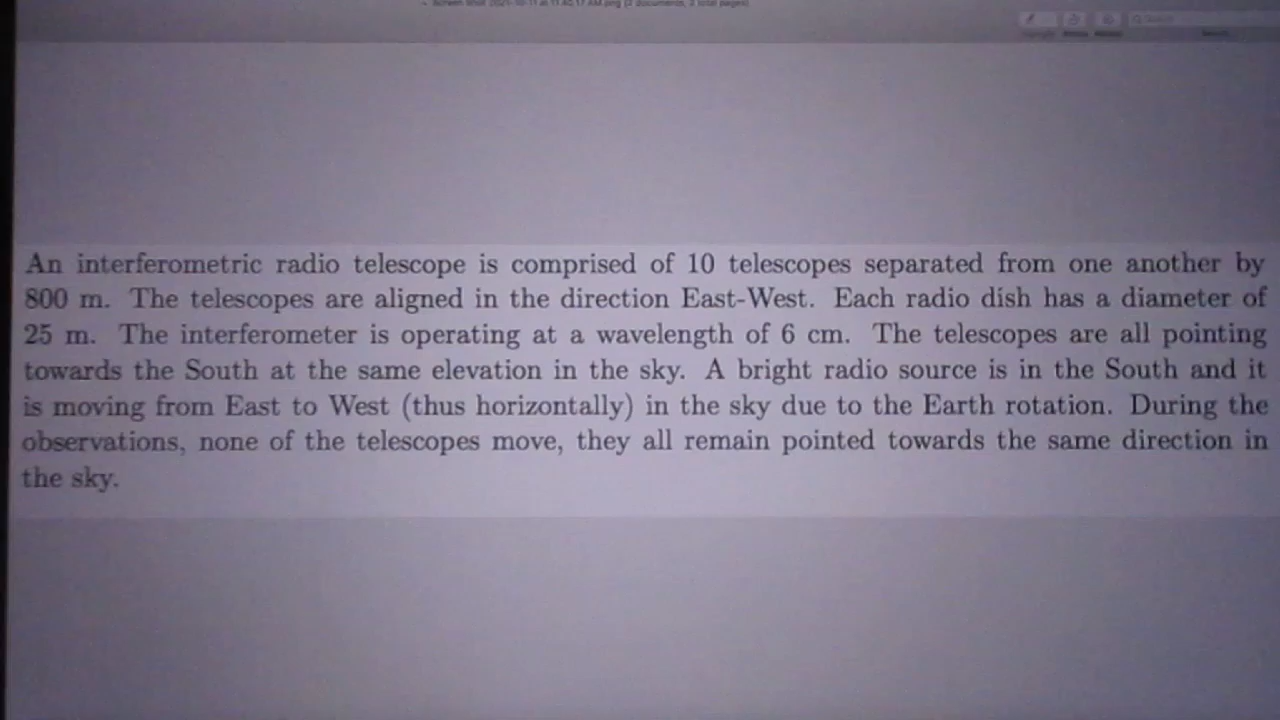 An interferometric radio telescope is comprised of 10 telescopes separated from one another by
800 m. The telescopes are aligned in the direction East-West. Each radio dish has a diameter of
25 m. The interferometer is operating at a wavelength of 6 cm. The telescopes are all pointing
towards the South at the same elevation in the sky. A bright radio source is in the South and it
is moving from East to West (thus horizontally) in the sky due to the Earth rotation. During the
observations, none of the telescopes move, they all remain pointed towards the same direction in
the sky.